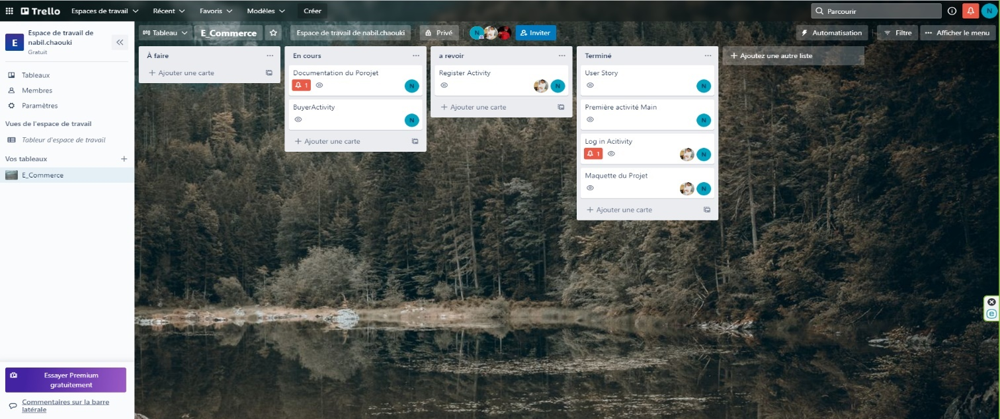 Trello
Espaces de travail
Récent
Favoris
Modèles
Créer
Parcourir
N
E
Espace de travail de
nabil.chaouki
Gratuit
Tableaux
Membres
Paramètres
Vues de l'espace de travail
Tableur d'espace de travail
Vos tableaux
E_Commerce
Essayer Premium
gratuitement
Commentaires sur la barre
latérale
Tableau
E_Commerce
Espace de travail de nabil.chaouki
Privé
N
Inviter
Automatisation
Filtre
Afficher le menu
À faire
Ajouter une carte
En cours
Documentation du Porojet
1
N
BuyerActivity
N
Ajouter une carte
a revoir
Register Activity
N
Ajouter une carte
Terminé
User Story
N
Première activité Main
N
Log in Acitivity
1
N
Maquette du Projet
N
Ajouter une carte
Ajoutez une autre liste